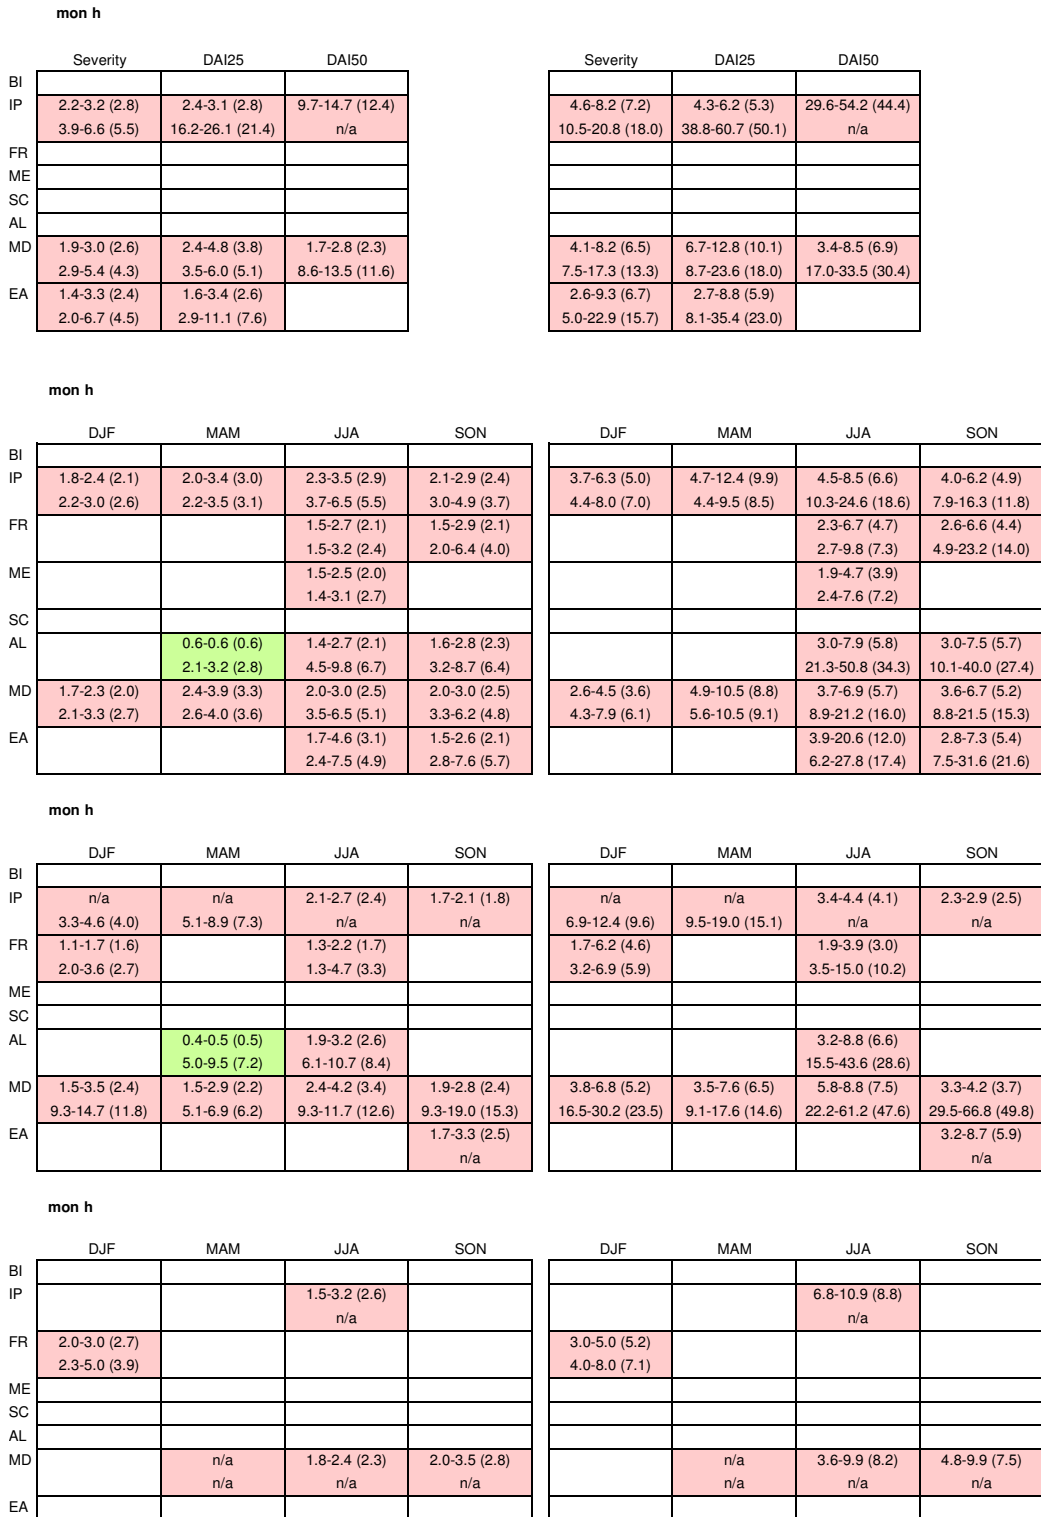 mon h
Severity DAI25 DAI50 Severity DAI25 DAI50
BI
IP 2.2-3.2 (2.8) 2.4-3.1 (2.8) 9.7-14.7 (12.4) 4.6-8.2 (7.2) 4.3-6.2 (5.3) 29.6-54.2 (44.4)
3.9-6.6 (5.5) 16.2-26.1 (21.4) n/a 10.5-20.8 (18.0) 38.8-60.7 (50.1) n/a
FR
ME
SC
AL
MD 1.9-3.0 (2.6) 2.4-4.8 (3.8) 1.7-2.8 (2.3) 4.1-8.2 (6.5) 6.7-12.8 (10.1) 3.4-8.5 (6.9)
2.9-5.4 (4.3) 3.5-6.0 (5.1) 8.6-13.5 (11.6) 7.5-17.3 (13.3) 8.7-23.6 (18.0) 17.0-33.5 (30.4)
EA 1.4-3.3 (2.4) 1.6-3.4 (2.6) 2.6-9.3 (6.7) 2.7-8.8 (5.9)
2.0-6.7 (4.5) 2.9-11.1 (7.6) 5.0-22.9 (15.7) 8.1-35.4 (23.0)
mon h
DJF MAM JJA SON DJF MAM JJA SON
BI
IP 1.8-2.4 (2.1) 2.0-3.4 (3.0) 2.3-3.5 (2.9) 2.1-2.9 (2.4) 3.7-6.3 (5.0) 4.7-12.4 (9.9) 4.5-8.5 (6.6) 4.0-6.2 (4.9)
2.2-3.0 (2.6) 2.2-3.5 (3.1) 3.7-6.5 (5.5) 3.0-4.9 (3.7) 4.4-8.0 (7.0) 4.4-9.5 (8.5) 10.3-24.6 (18.6) 7.9-16.3 (11.8)
FR 1.5-2.7 (2.1) 1.5-2.9 (2.1) 2.3-6.7 (4.7) 2.6-6.6 (4.4)
1.5-3.2 (2.4) 2.0-6.4 (4.0) 2.7-9.8 (7.3) 4.9-23.2 (14.0)
ME 1.5-2.5 (2.0) 1.9-4.7 (3.9)
1.4-3.1 (2.7) 2.4-7.6 (7.2)
SC
AL 0.6-0.6 (0.6) 1.4-2.7 (2.1) 1.6-2.8 (2.3) 3.0-7.9 (5.8) 3.0-7.5 (5.7)
2.1-3.2 (2.8) 4.5-9.8 (6.7) 3.2-8.7 (6.4) 21.3-50.8 (34.3) 10.1-40.0 (27.4)
MD 1.7-2.3 (2.0) 2.4-3.9 (3.3) 2.0-3.0 (2.5) 2.0-3.0 (2.5) 2.6-4.5 (3.6) 4.9-10.5 (8.8) 3.7-6.9 (5.7) 3.6-6.7 (5.2)
2.1-3.3 (2.7) 2.6-4.0 (3.6) 3.5-6.5 (5.1) 3.3-6.2 (4.8) 4.3-7.9 (6.1) 5.6-10.5 (9.1) 8.9-21.2 (16.0) 8.8-21.5 (15.3)
EA 1.7-4.6 (3.1) 1.5-2.6 (2.1) 3.9-20.6 (12.0) 2.8-7.3 (5.4)
2.4-7.5 (4.9) 2.8-7.6 (5.7) 6.2-27.8 (17.4) 7.5-31.6 (21.6)
mon h
DJF MAM JJA SON DJF MAM JJA SON
BI
IP n/a n/a 2.1-2.7 (2.4) 1.7-2.1 (1.8) n/a n/a 3.4-4.4 (4.1) 2.3-2.9 (2.5)
3.3-4.6 (4.0) 5.1-8.9 (7.3) n/a n/a 6.9-12.4 (9.6) 9.5-19.0 (15.1) n/a n/a
FR 1.1-1.7 (1.6) 1.3-2.2 (1.7) 1.7-6.2 (4.6) 1.9-3.9 (3.0)
2.0-3.6 (2.7) 1.3-4.7 (3.3) 3.2-6.9 (5.9) 3.5-15.0 (10.2)
ME
SC
AL 0.4-0.5 (0.5) 1.9-3.2 (2.6) 3.2-8.8 (6.6)
5.0-9.5 (7.2) 6.1-10.7 (8.4) 15.5-43.6 (28.6)
MD 1.5-3.5 (2.4) 1.5-2.9 (2.2) 2.4-4.2 (3.4) 1.9-2.8 (2.4) 3.8-6.8 (5.2) 3.5-7.6 (6.5) 5.8-8.8 (7.5) 3.3-4.2 (3.7)
9.3-14.7 (11.8) 5.1-6.9 (6.2) 9.3-11.7 (12.6) 9.3-19.0 (15.3) 16.5-30.2 (23.5) 9.1-17.6 (14.6) 22.2-61.2 (47.6) 29.5-66.8 (49.8)
EA 1.7-3.3 (2.5) 3.2-8.7 (5.9)
n/a n/a
mon h
DJF MAM JJA SON DJF MAM JJA SON
BI
IP 1.5-3.2 (2.6) 6.8-10.9 (8.8)
n/a n/a
FR 2.0-3.0 (2.7) 3.0-5.0 (5.2)
2.3-5.0 (3.9) 4.0-8.0 (7.1)
ME
SC
AL
MD n/a 1.8-2.4 (2.3) 2.0-3.5 (2.8) n/a 3.6-9.9 (8.2) 4.8-9.9 (7.5)
n/a n/a n/a n/a n/a n/a
EA